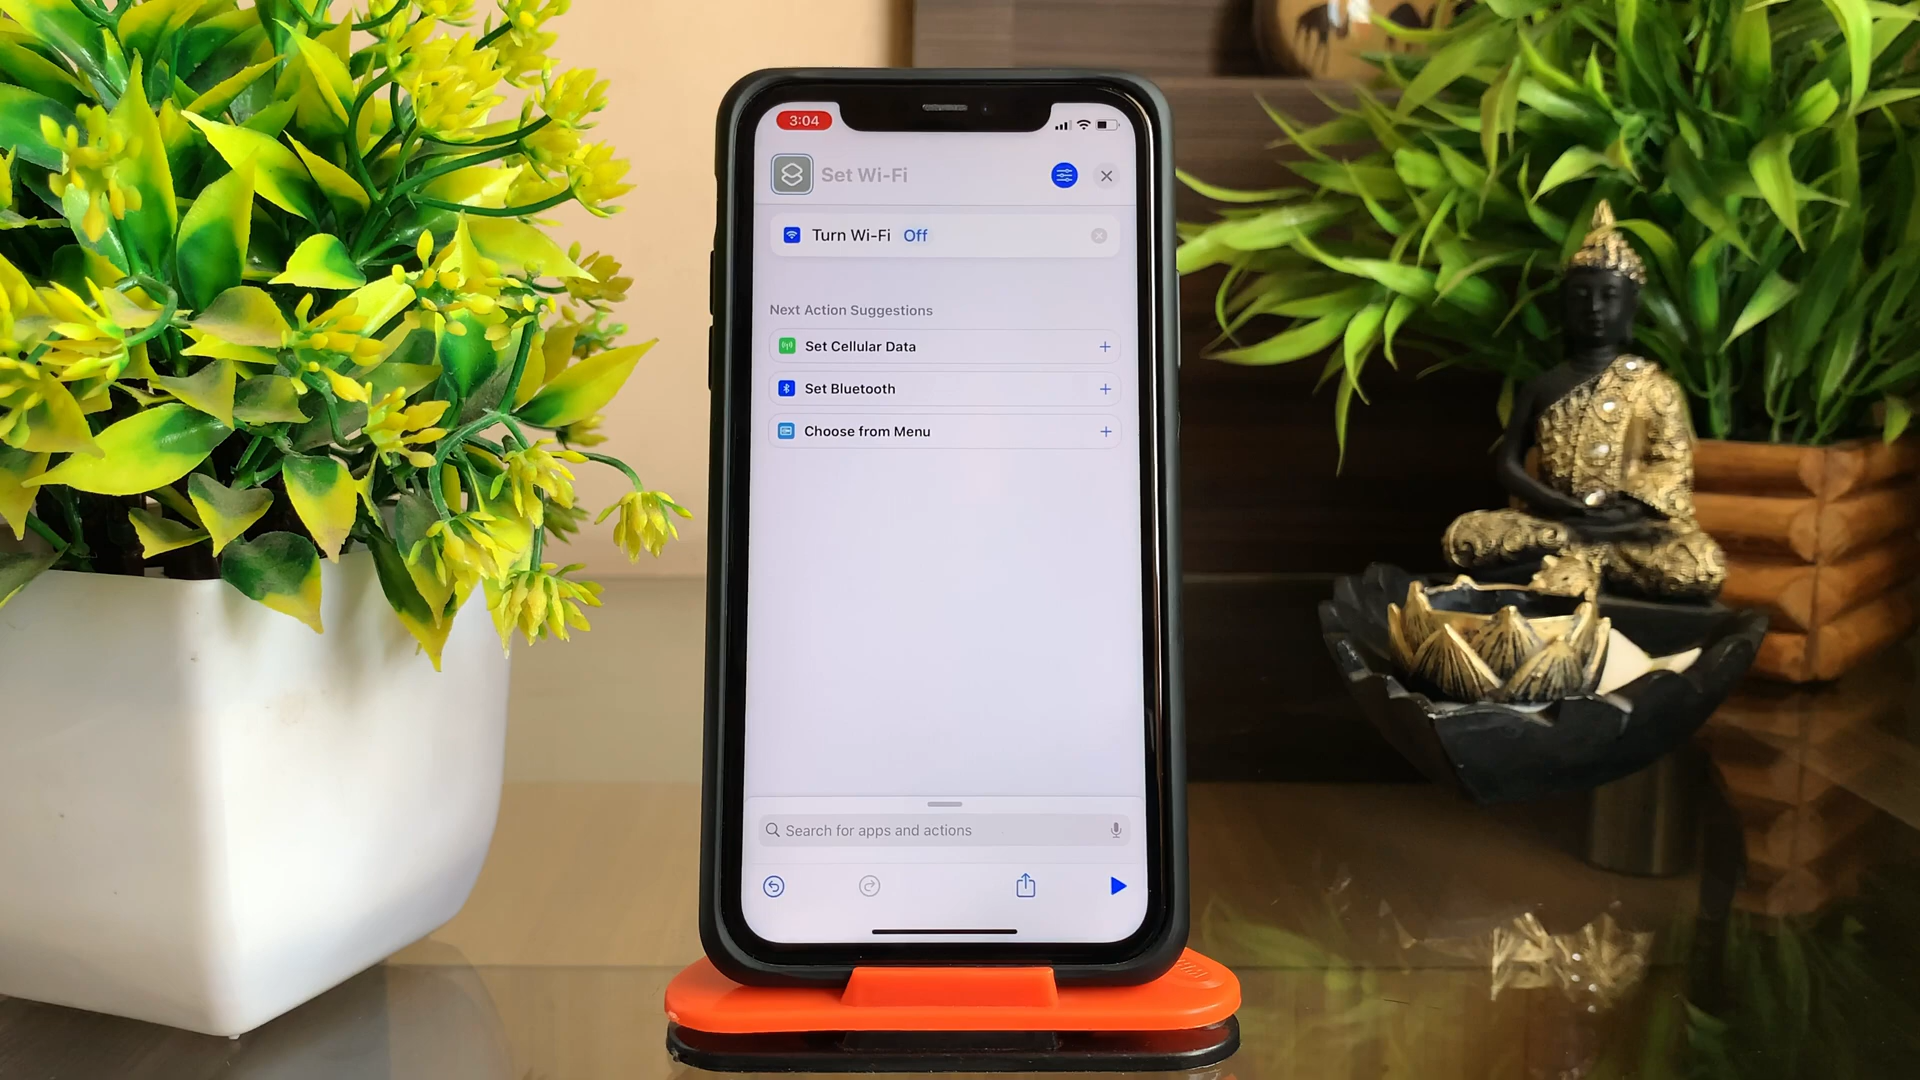 3:04
Set Wi-Fi
Turn Wi-Fi Off
Next Action Suggestions
Set Cellular Data
Set Bluetooth
Choose from Menu
Search for apps and actions